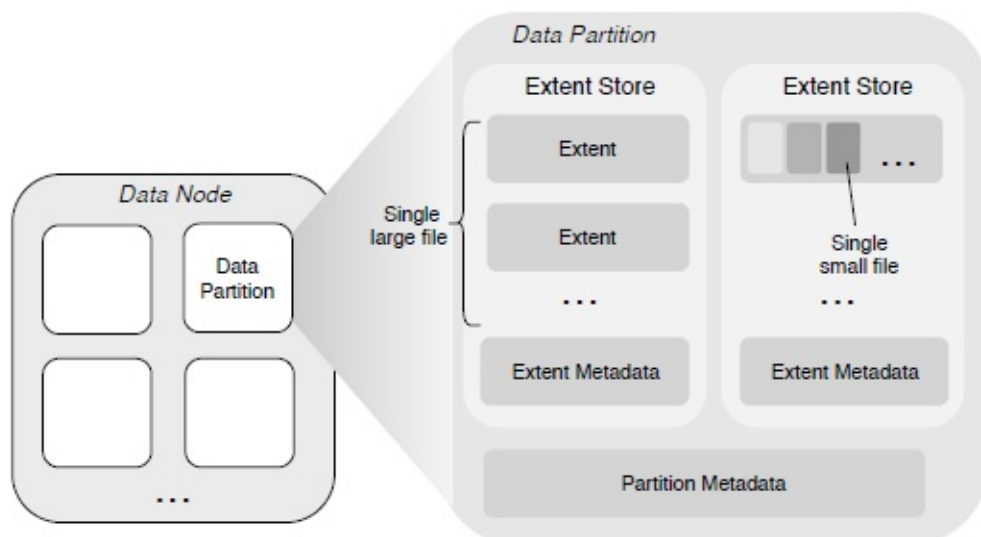 Data Partition
Extent Store
Extent Store
Extent
...
Single
large file
Extent
Single
small file
...
...
Extent Metadata
Extent Metadata
Partition Metadata
Data Node
Data
Partition
...